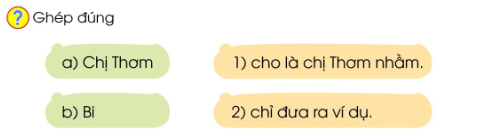 ? Ghép đúng
a) Chị Thơm 1) cho là chị Thơm nhầm.
b) Bi 2) chỉ đưa ra ví dụ.